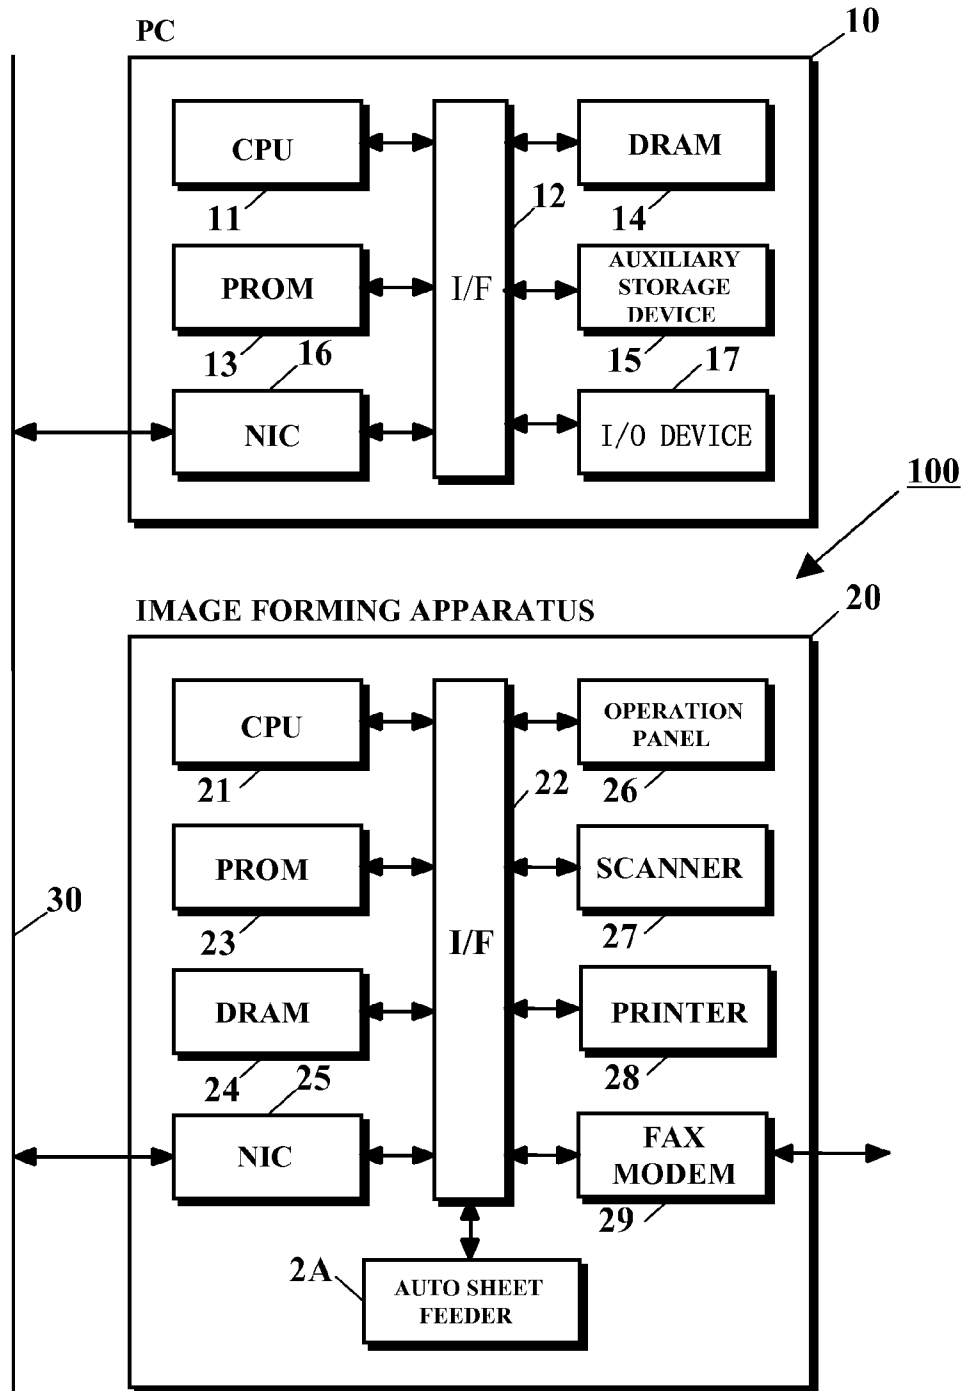 PC
10
CPU
DRAM
11
12
14
PROM
I/F
AUXILIARY
STORAGE
DEVICE
13
16
15
17
NIC
I/O DEVICE
100
IMAGE FORMING APPARATUS
20
CPU
OPERATION
PANEL
21
22
26
PROM
SCANNER
30
23
I/F
27
DRAM
PRINTER
24
25
28
NIC
FAX
MODEM
29
2A
AUTO SHEET
FEEDER